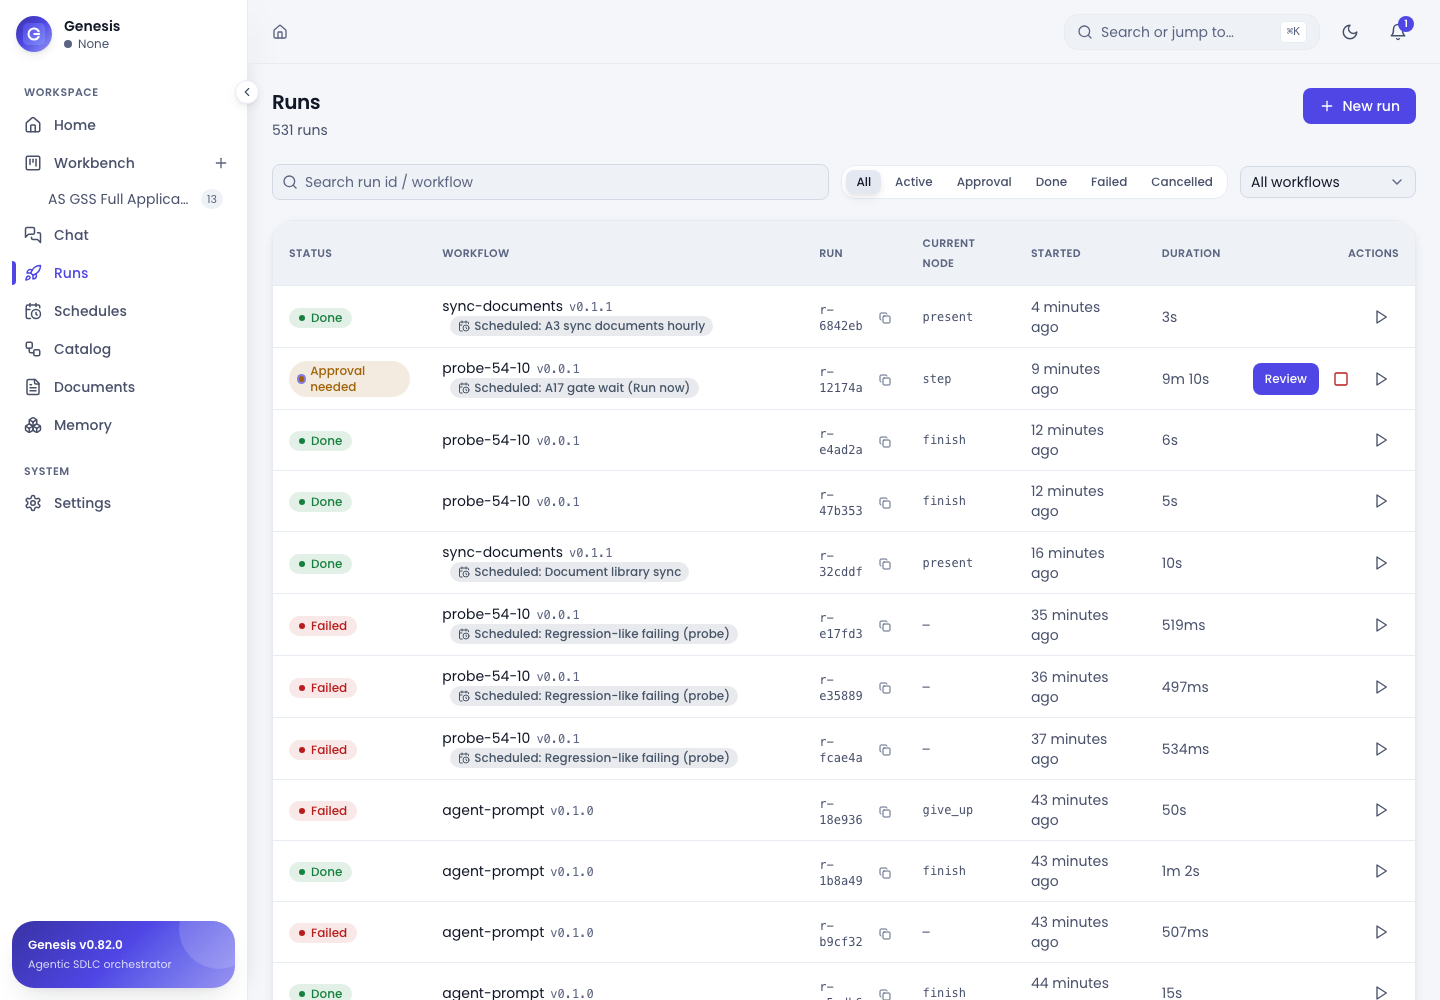 Genesis
None
WORKSPACE
Home
Workbench
AS GSS Full Applica... 13
Chat
Runs
Schedules
Catalog
Documents
Memory
SYSTEM
Settings
Genesis v0.82.0
Agentic SDLC orchestrator
Search or jump to... ⌘K
1
Runs
531 runs
New run
Search run id / workflow
All Active Approval Done Failed Cancelled
All workflows
STATUS WORKFLOW RUN CURRENT NODE STARTED DURATION ACTIONS
Done sync-documents v0.1.1 r-6842eb present 4 minutes ago 3s
Scheduled: A3 sync documents hourly
Approval needed probe-54-10 v0.0.1 r-12174a step 9 minutes ago 9m 10s Review
Scheduled: A17 gate wait (Run now)
Done probe-54-10 v0.0.1 r-e4ad2a finish 12 minutes ago 6s
Done probe-54-10 v0.0.1 r-47b353 finish 12 minutes ago 5s
Done sync-documents v0.1.1 r-32cddf present 16 minutes ago 10s
Scheduled: Document library sync
Failed probe-54-10 v0.0.1 r-e17fd3 – 35 minutes ago 519ms
Scheduled: Regression-like failing (probe)
Failed probe-54-10 v0.0.1 r-e35889 – 36 minutes ago 497ms
Scheduled: Regression-like failing (probe)
Failed probe-54-10 v0.0.1 r-fcae4a – 37 minutes ago 534ms
Scheduled: Regression-like failing (probe)
Failed agent-prompt v0.1.0 r-18e936 give_up 43 minutes ago 50s
Done agent-prompt v0.1.0 r-1b8a49 finish 43 minutes ago 1m 2s
Failed agent-prompt v0.1.0 r-b9cf32 – 43 minutes ago 507ms
Done agent-prompt v0.1.0 r- finish 44 minutes 15s